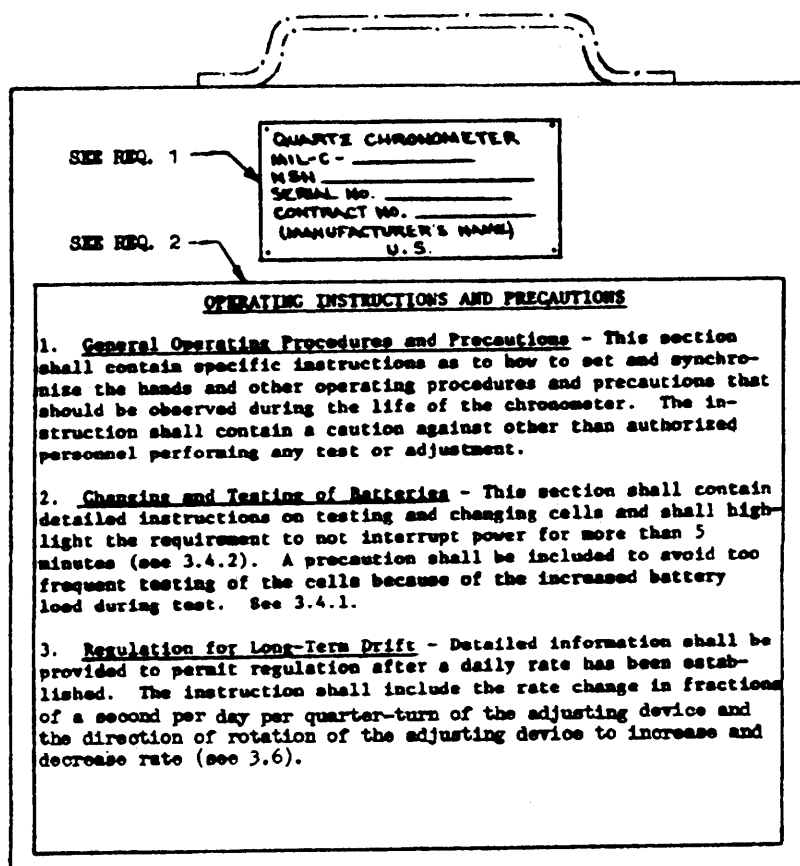 SEE REQ. 1
QUARTZ CHRONOMETER
MIL-C-
NSN
SERIAL NO.
CONTRACT NO.
(MANUFACTURER'S NAME)
U.S.
SEE REQ. 2
OPERATING INSTRUCTIONS AND PRECAUTIONS
1. General Operating Procedures and Precautions - This section
shall contain specific instructions as to how to set and synchro-
nize the hands and other operating procedures and precautions that
should be observed during the life of the chronometer. The in-
struction shall contain a caution against other than authorized
personnel performing any test or adjustment.
2. Changing and Testing of Batteries - This section shall contain
detailed instructions on testing and changing cells and shall high-
light the requirement to not interrupt power for more than 5
minutes (see 3.4.2). A precaution shall be included to avoid too
frequent testing of the cells because of the increased battery
load during test. See 3.4.1.
3. Regulation for Long-Term Drift - Detailed information shall be
provided to permit regulation after a daily rate has been estab-
lished. The instruction shall include the rate change in fractions
of a second per day per quarter-turn of the adjusting device and
the direction of rotation of the adjusting device to increase and
decrease rate (see 3.6).